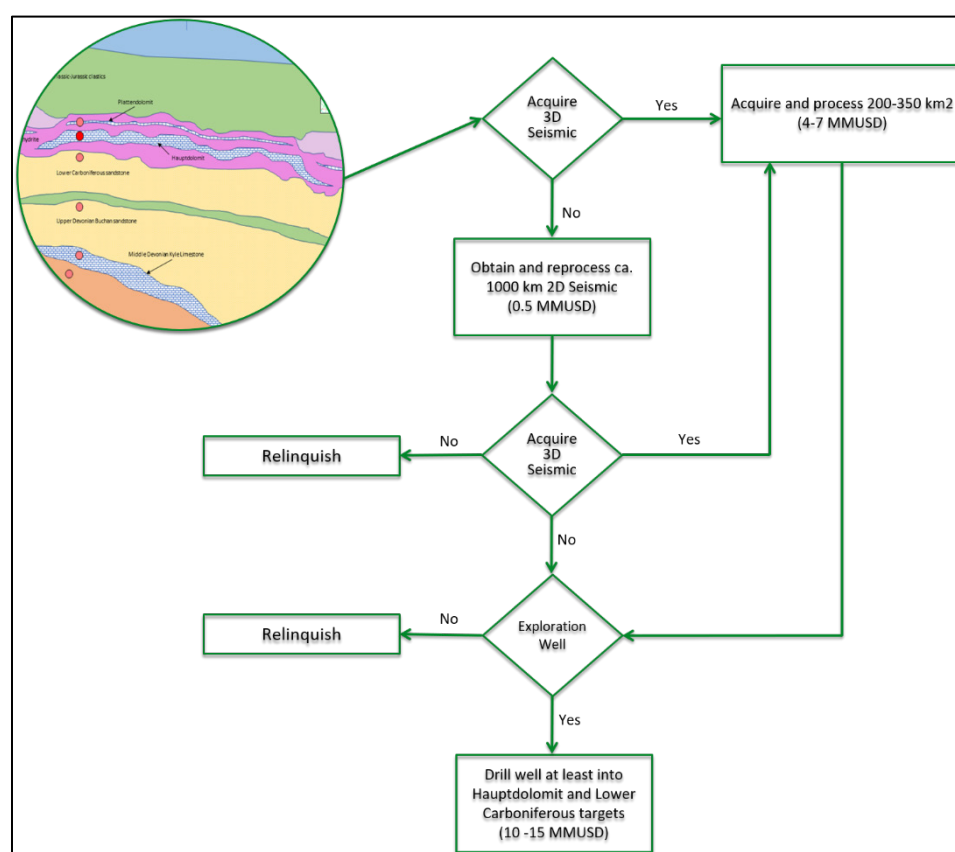 assic-Jurassic clastics
Plattendolomit
Hauptdolomit
Lower Carboniferous sandstone
Upper Devonian Buchan sandstone
Middle Devonian Kyle Limestone
Acquire
3D
Seismic
Yes
Acquire and process 200-350 km2
(4-7 MMUSD)
No
Obtain and reprocess ca.
1000 km 2D Seismic
(0.5 MMUSD)
Relinquish
No
Acquire
3D
Seismic
Yes
No
Relinquish
No
Exploration
Well
Yes
Drill well at least into
Hauptdolomit and Lower
Carboniferous targets
(10 -15 MMUSD)